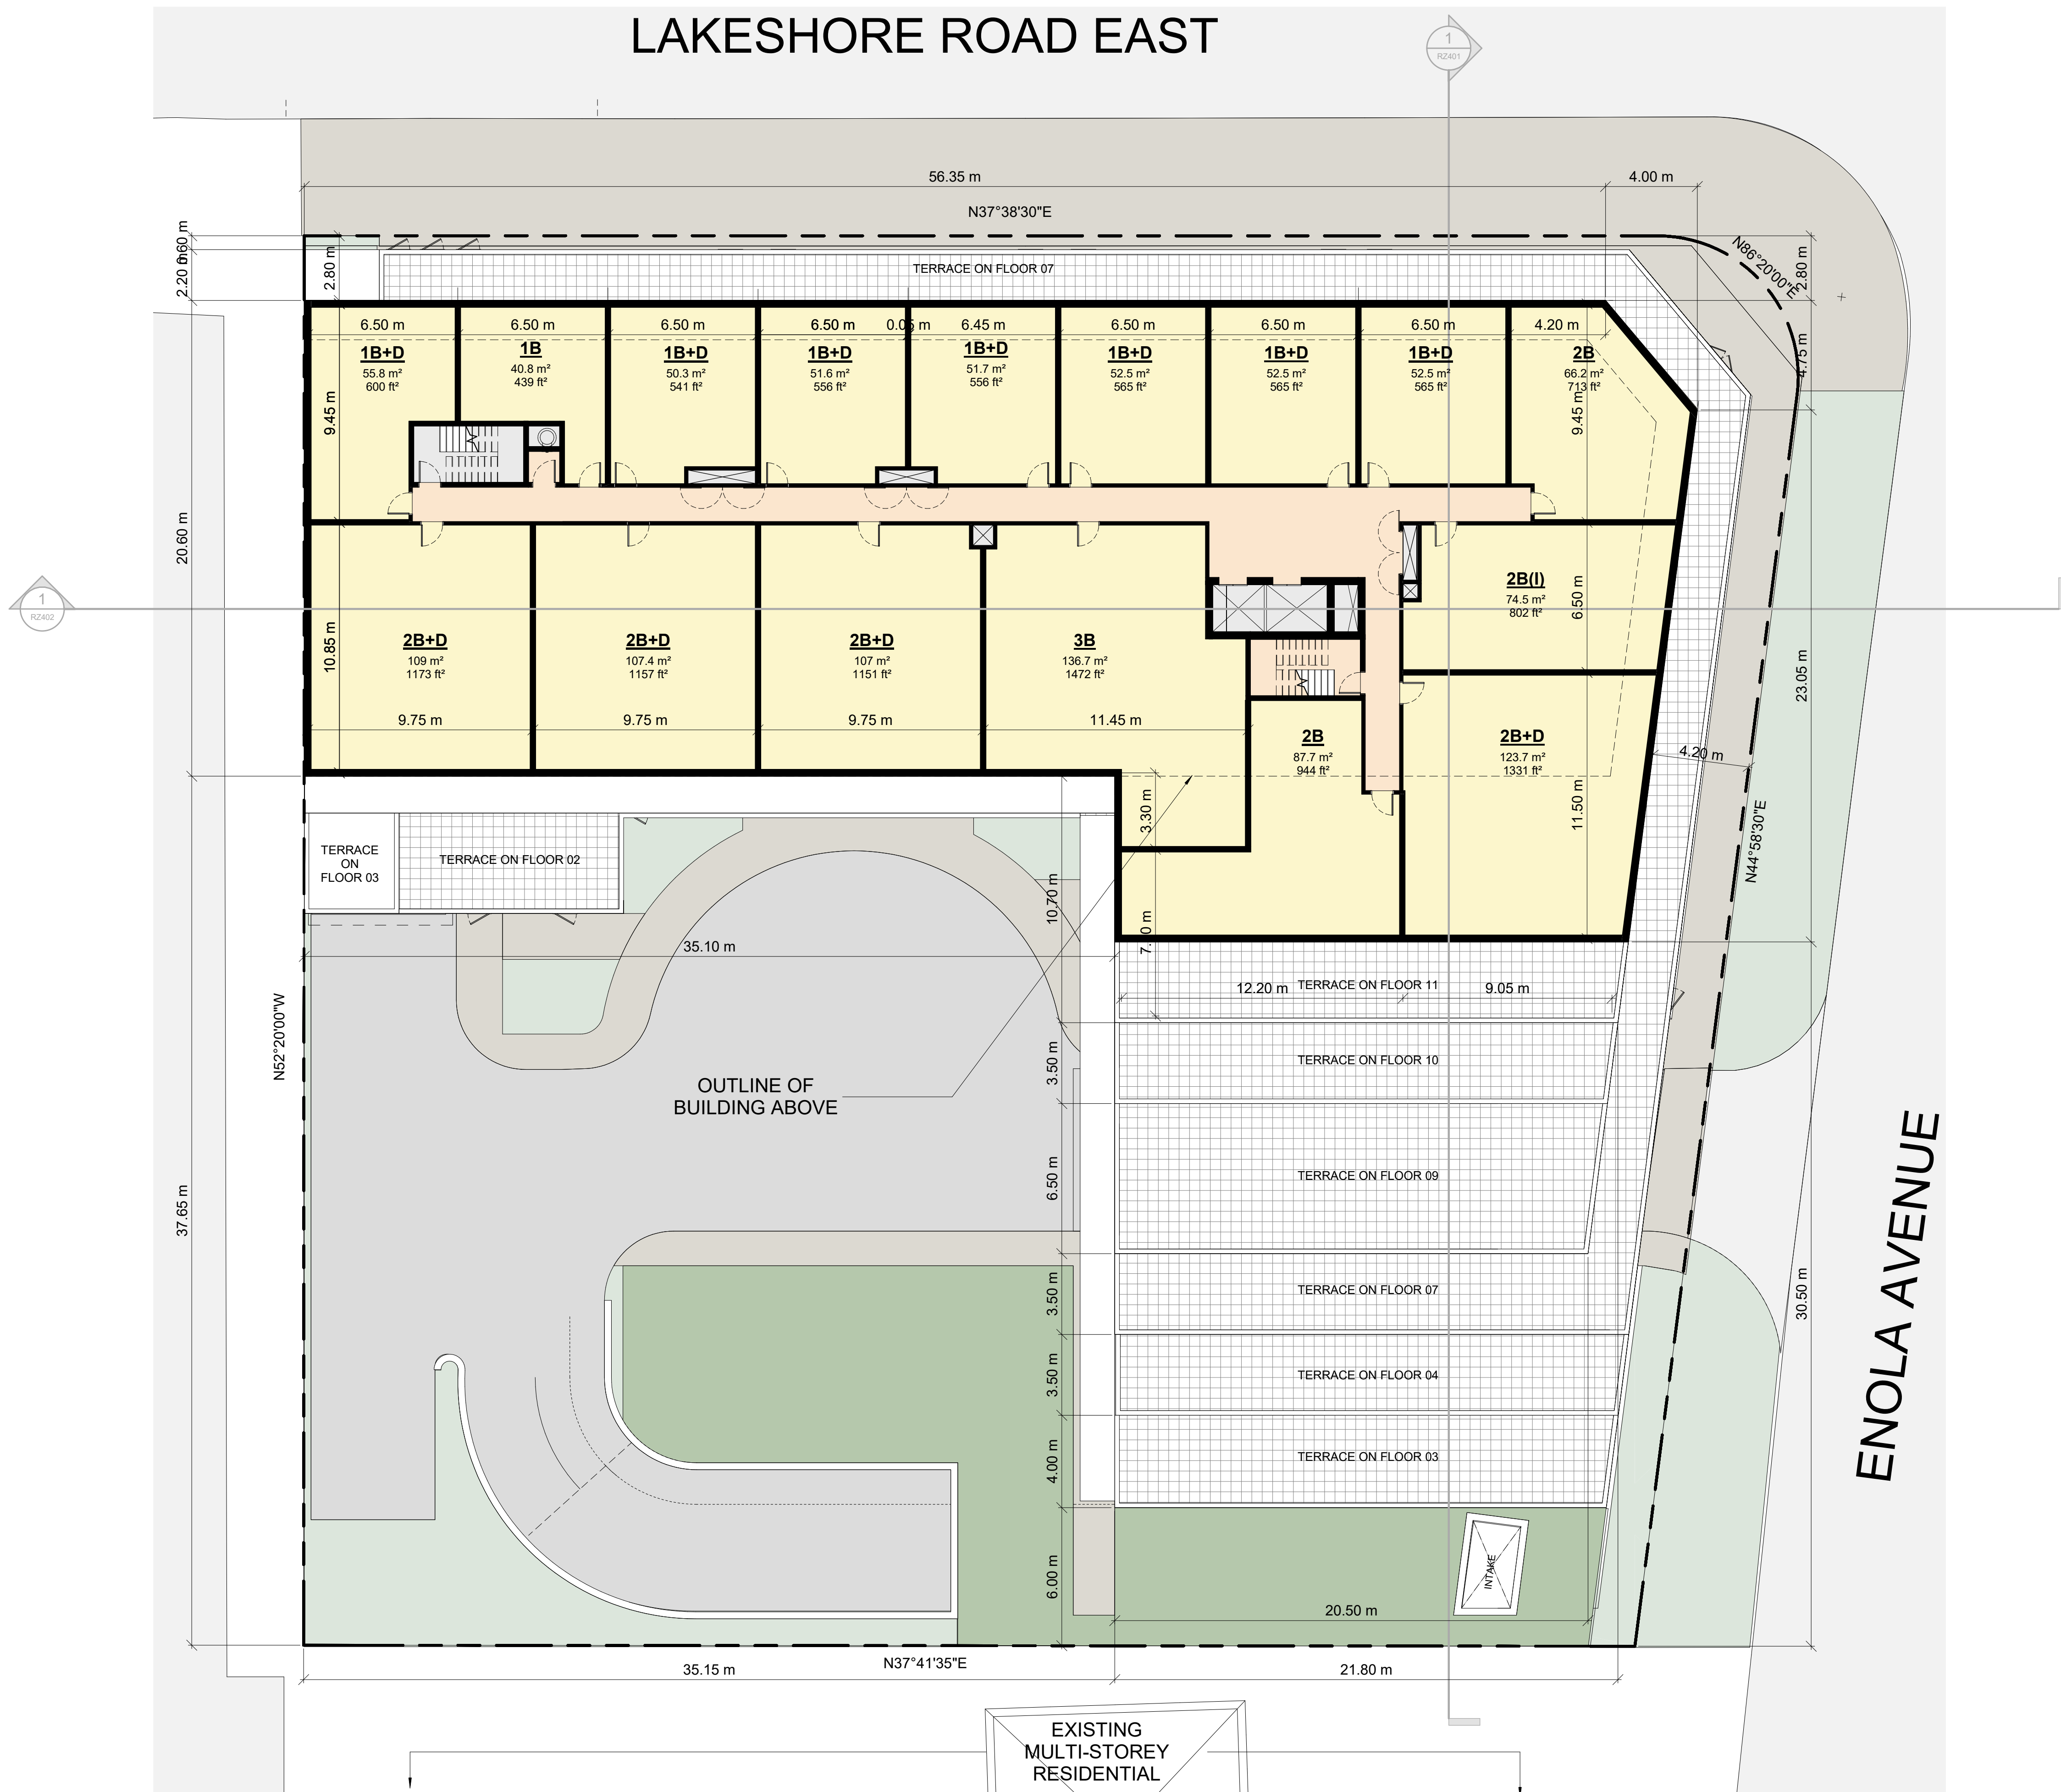 LAKESHORE ROAD EAST
1
RZ401
56.35 m
4.00 m
N37°38'30"E
N86°20'00"E
2.20 m
0.60 m
2.80 m
2.80 m
TERRACE ON FLOOR 07
6.50 m
6.50 m
6.50 m
6.50 m
0.05 m
6.45 m
6.50 m
6.50 m
6.50 m
4.20 m
4.75 m
1B+D
55.8 m²
600 ft²
1B
40.8 m²
439 ft²
1B+D
50.3 m²
541 ft²
1B+D
51.6 m²
556 ft²
1B+D
51.7 m²
556 ft²
1B+D
52.5 m²
565 ft²
1B+D
52.5 m²
565 ft²
1B+D
52.5 m²
565 ft²
2B
66.2 m²
713 ft²
9.45 m
9.45 m
20.60 m
1
RZ402
10.85 m
2B+D
109 m²
1173 ft²
9.75 m
2B+D
107.4 m²
1157 ft²
9.75 m
2B+D
107 m²
1151 ft²
9.75 m
3B
136.7 m²
1472 ft²
11.45 m
2B(I)
74.5 m²
802 ft²
6.50 m
2B
87.7 m²
944 ft²
2B+D
123.7 m²
1331 ft²
11.50 m
4.20 m
23.05 m
N44°58'30"E
3.30 m
TERRACE
ON
FLOOR 03
TERRACE ON FLOOR 02
10.70 m
35.10 m
12.20 m
TERRACE ON FLOOR 11
9.05 m
N52°20'00"W
3.50 m
TERRACE ON FLOOR 10
OUTLINE OF
BUILDING ABOVE
6.50 m
TERRACE ON FLOOR 09
37.65 m
3.50 m
TERRACE ON FLOOR 07
30.50 m
ENOLA AVENUE
3.50 m
TERRACE ON FLOOR 04
4.00 m
TERRACE ON FLOOR 03
6.00 m
INTAKE
20.50 m
N37°41'35"E
35.15 m
21.80 m
EXISTING
MULTI-STOREY
RESIDENTIAL